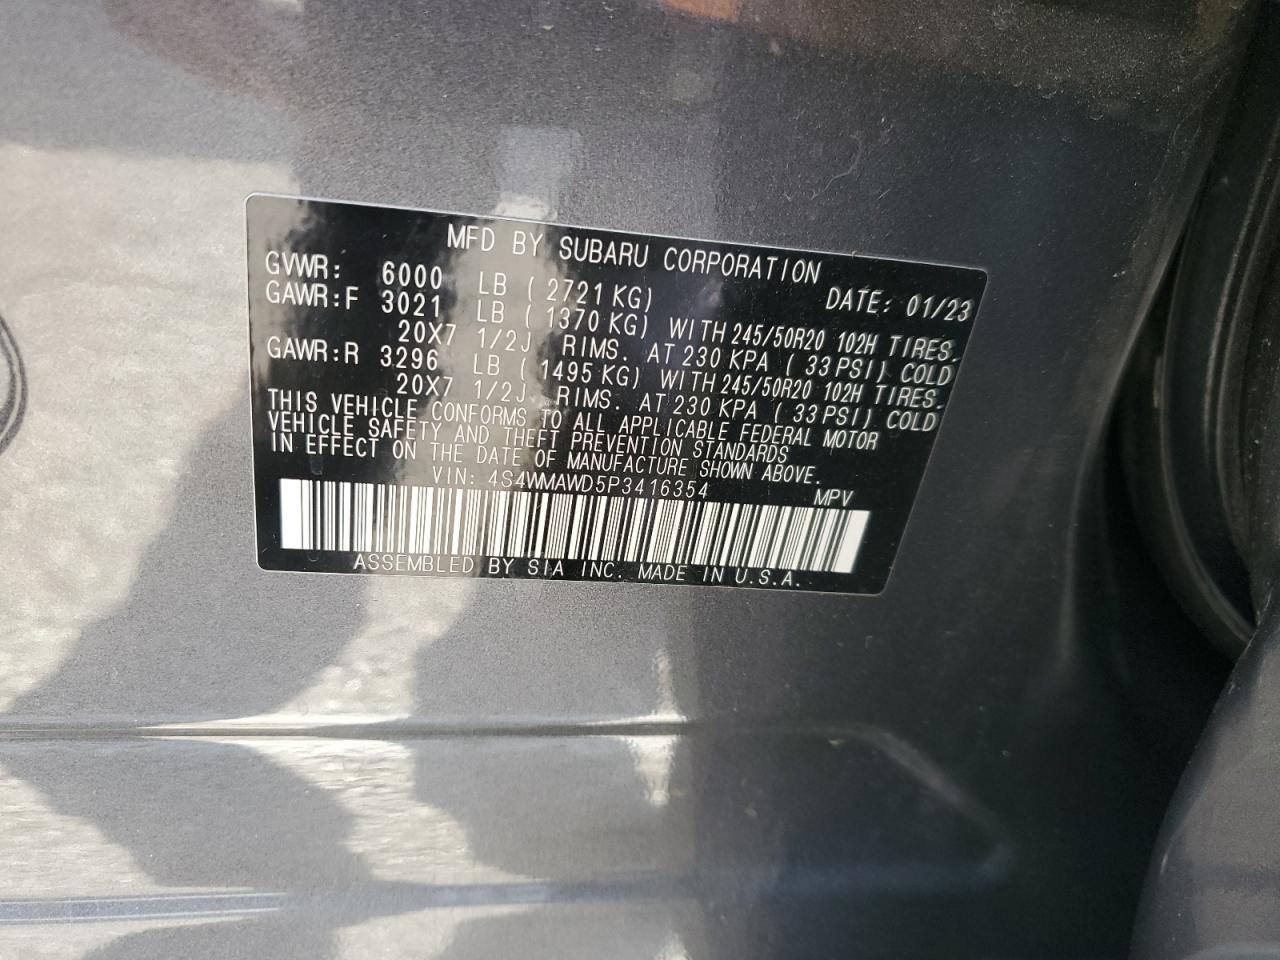 MFD BY SUBARU CORPORATION
GVWR: 6000 LB ( 2721 KG) DATE: 01/23
GAWR:F 3021 LB ( 1370 KG) WITH 245/50R20 102H TIRES,
20X7 1/2J RIMS. AT 230 KPA ( 33 PSI) COLD
GAWR:R 3296 LB ( 1495 KG) WITH 245/50R20 102H TIRES,
20X7 1/2J RIMS. AT 230 KPA ( 33 PSI) COLD
THIS VEHICLE CONFORMS TO ALL APPLICABLE FEDERAL MOTOR
VEHICLE SAFETY AND THEFT PREVENTION STANDARDS
IN EFFECT ON THE DATE OF MANUFACTURE SHOWN ABOVE.
VIN: 4S4WMAWD5P3416354 MPV
ASSEMBLED BY SIA INC. MADE IN U.S.A.